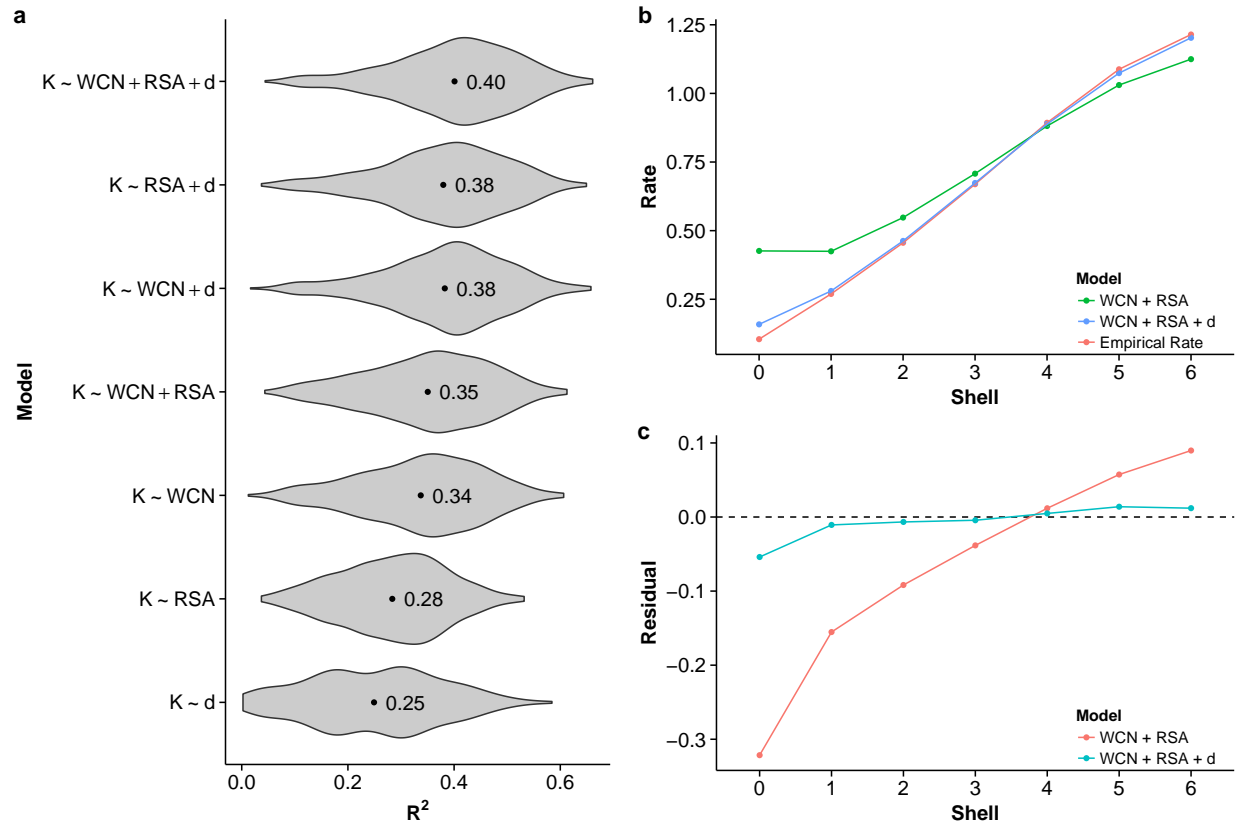 a
Model
K ~ WCN + RSA + d
0.40
K ~ RSA + d
0.38
K ~ WCN + d
0.38
K ~ WCN + RSA
0.35
K ~ WCN
0.34
K ~ RSA
0.28
K ~ d
0.25
0.0 0.2 0.4 0.6
R²
b
Rate
1.25
1.00
0.75
0.50
0.25
Model
WCN + RSA
WCN + RSA + d
Empirical Rate
0 1 2 3 4 5 6
Shell
c
Residual
0.1
0.0
−0.1
−0.2
−0.3
Model
WCN + RSA
WCN + RSA + d
0 1 2 3 4 5 6
Shell